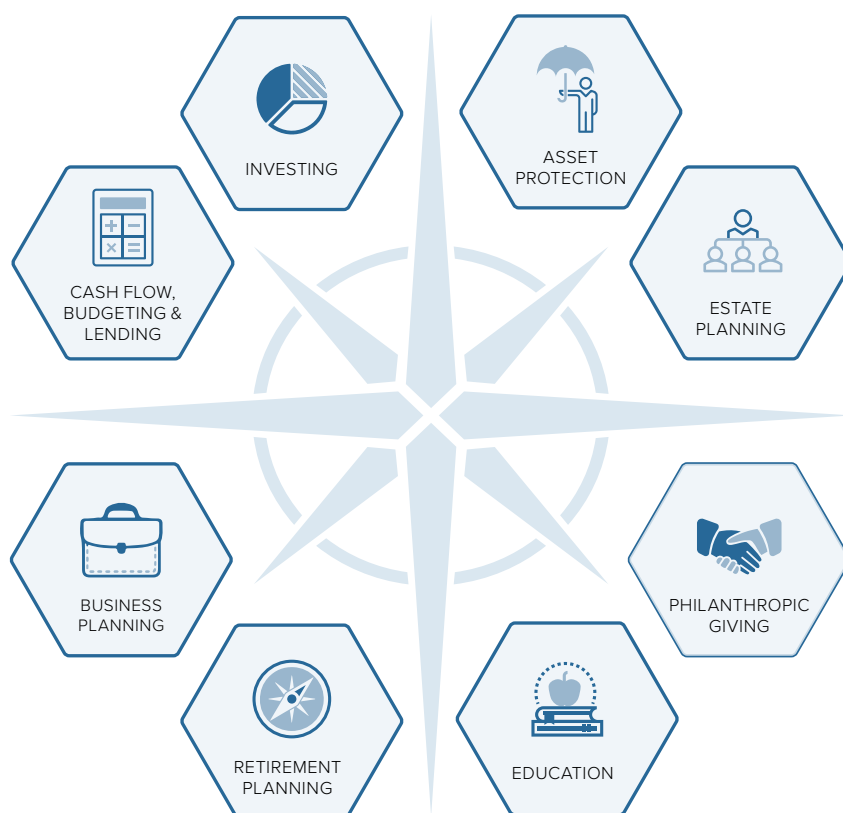 INVESTING
ASSET
PROTECTION
CASH FLOW,
BUDGETING &
LENDING
ESTATE
PLANNING
BUSINESS
PLANNING
PHILANTHROPIC
GIVING
RETIREMENT
PLANNING
EDUCATION